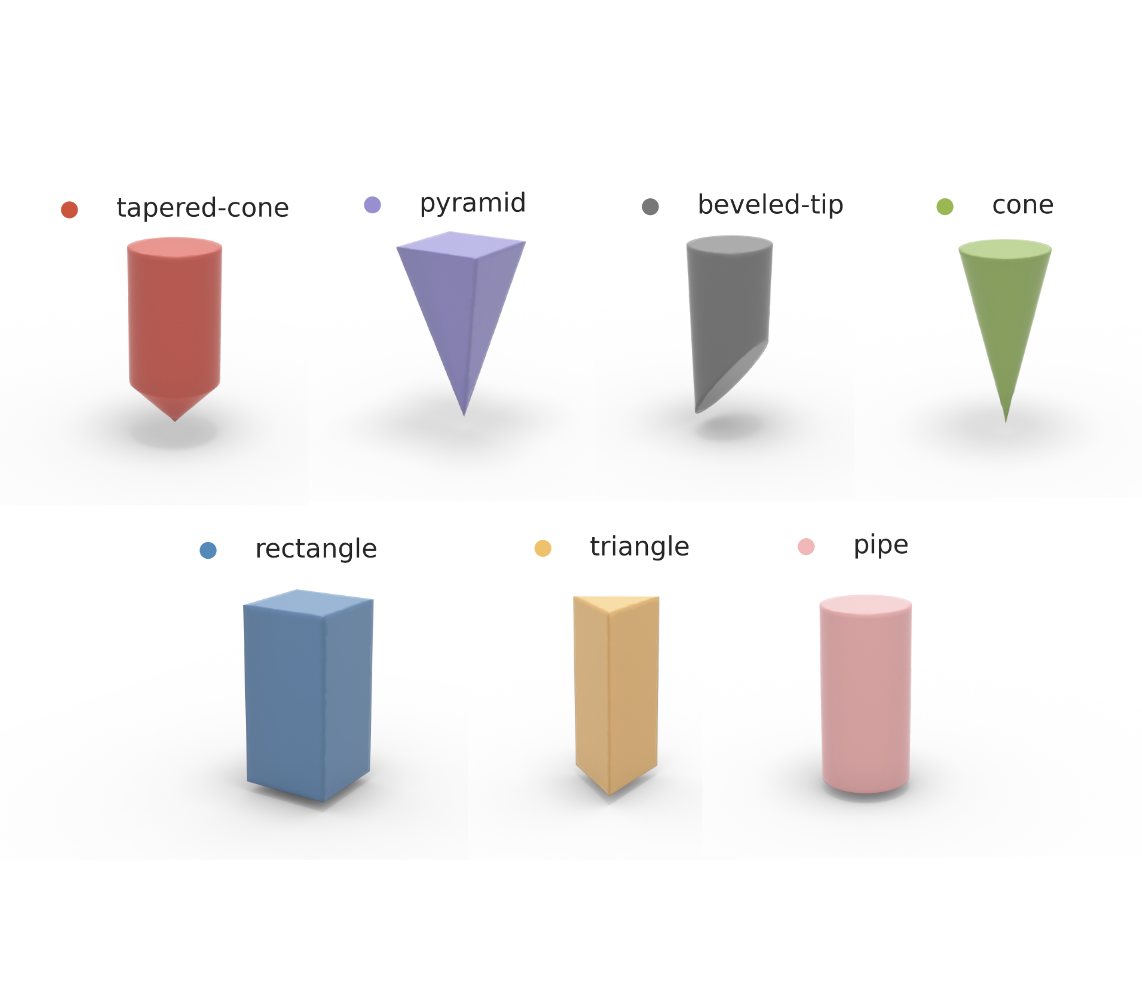 tapered-cone
pyramid
beveled-tip
cone
rectangle
triangle
pipe